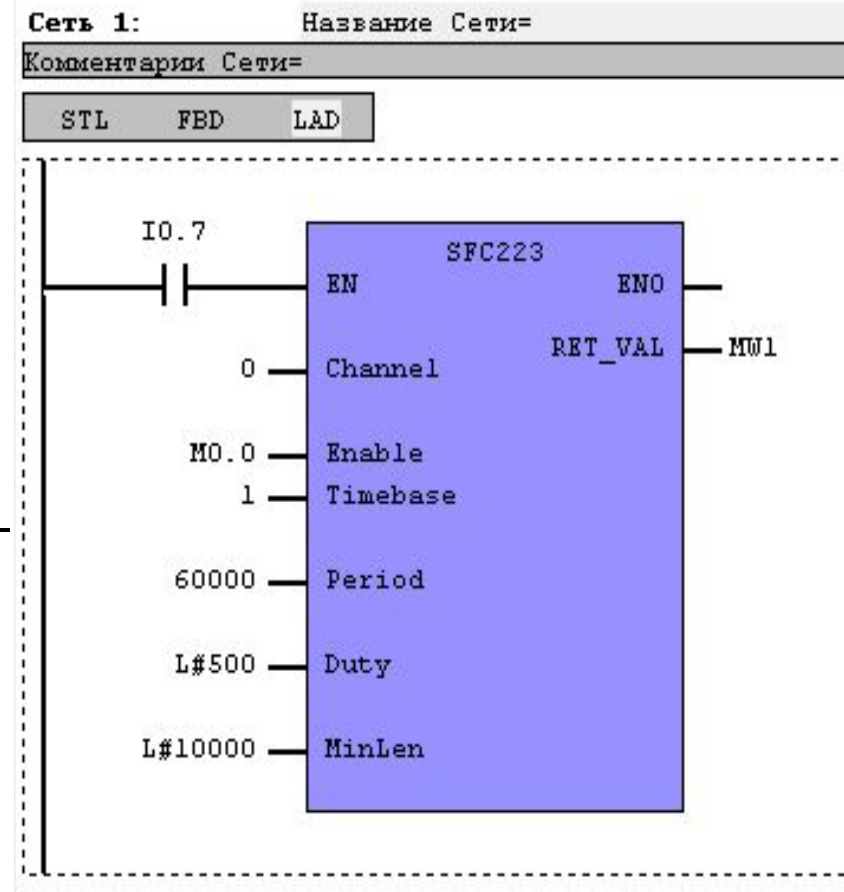 Сеть 1: Название Сети=
Комментарии Сети=
STL FBD LAD
I0.7
SFC223
EN ENO
RET_VAL MW1
0 Channel
M0.0 Enable
1 Timebase
60000 Period
L#500 Duty
L#10000 MinLen